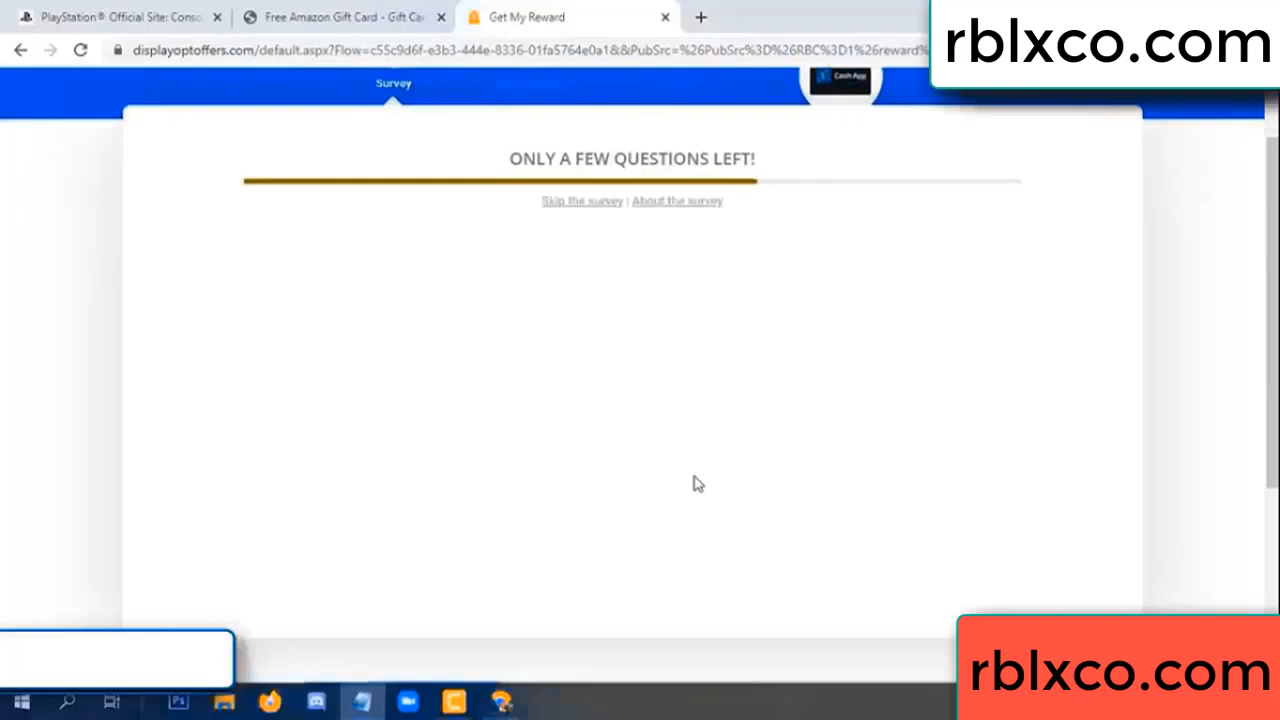 PlayStation® Official Site: Conso
Free Amazon Gift Card - Gift Car
Get My Reward
displayoptoffers.com/default.aspx?Flow=c55c9d6f-e3b3-444e-8336-01fa5764e0a1&&PubSrc=%26PubSrc%3D%26RBC%3D1%26reward%
rblxco.com
Survey
Cash App
ONLY A FEW QUESTIONS LEFT!
Skip the survey | About the survey
rblxco.com
Ps